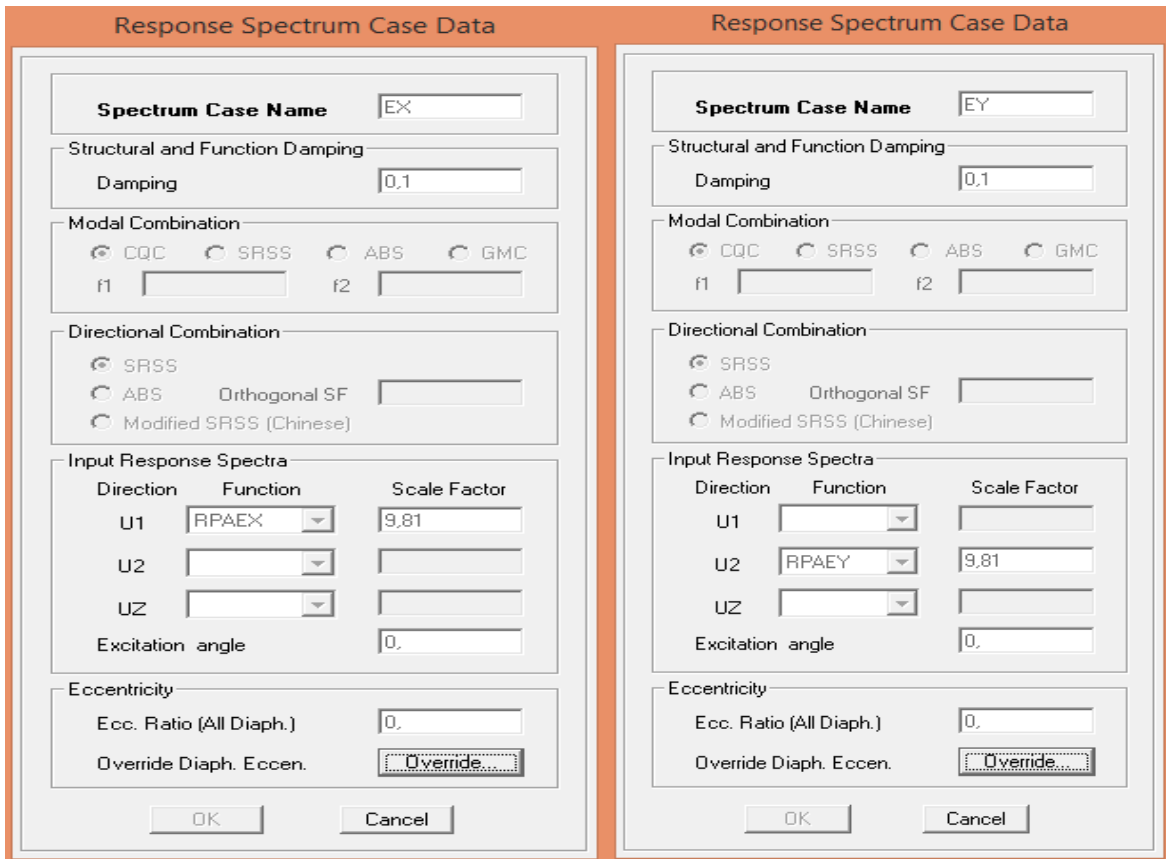 Response Spectrum Case Data
Spectrum Case Name EX
Structural and Function Damping
Damping 0,1
Modal Combination
CQC SRSS ABS GMC
f1 f2
Directional Combination
SRSS
ABS Orthogonal SF
Modified SRSS (Chinese)
Input Response Spectra
Direction Function Scale Factor
U1 RPAEX 9,81
U2
UZ
Excitation angle 0,
Eccentricity
Ecc. Ratio (All Diaph.) 0,
Override Diaph. Eccen. Override...
OK Cancel
Response Spectrum Case Data
Spectrum Case Name EY
Structural and Function Damping
Damping 0,1
Modal Combination
CQC SRSS ABS GMC
f1 f2
Directional Combination
SRSS
ABS Orthogonal SF
Modified SRSS (Chinese)
Input Response Spectra
Direction Function Scale Factor
U1
U2 RPAEY 9,81
UZ
Excitation angle 0,
Eccentricity
Ecc. Ratio (All Diaph.) 0,
Override Diaph. Eccen. Override...
OK Cancel